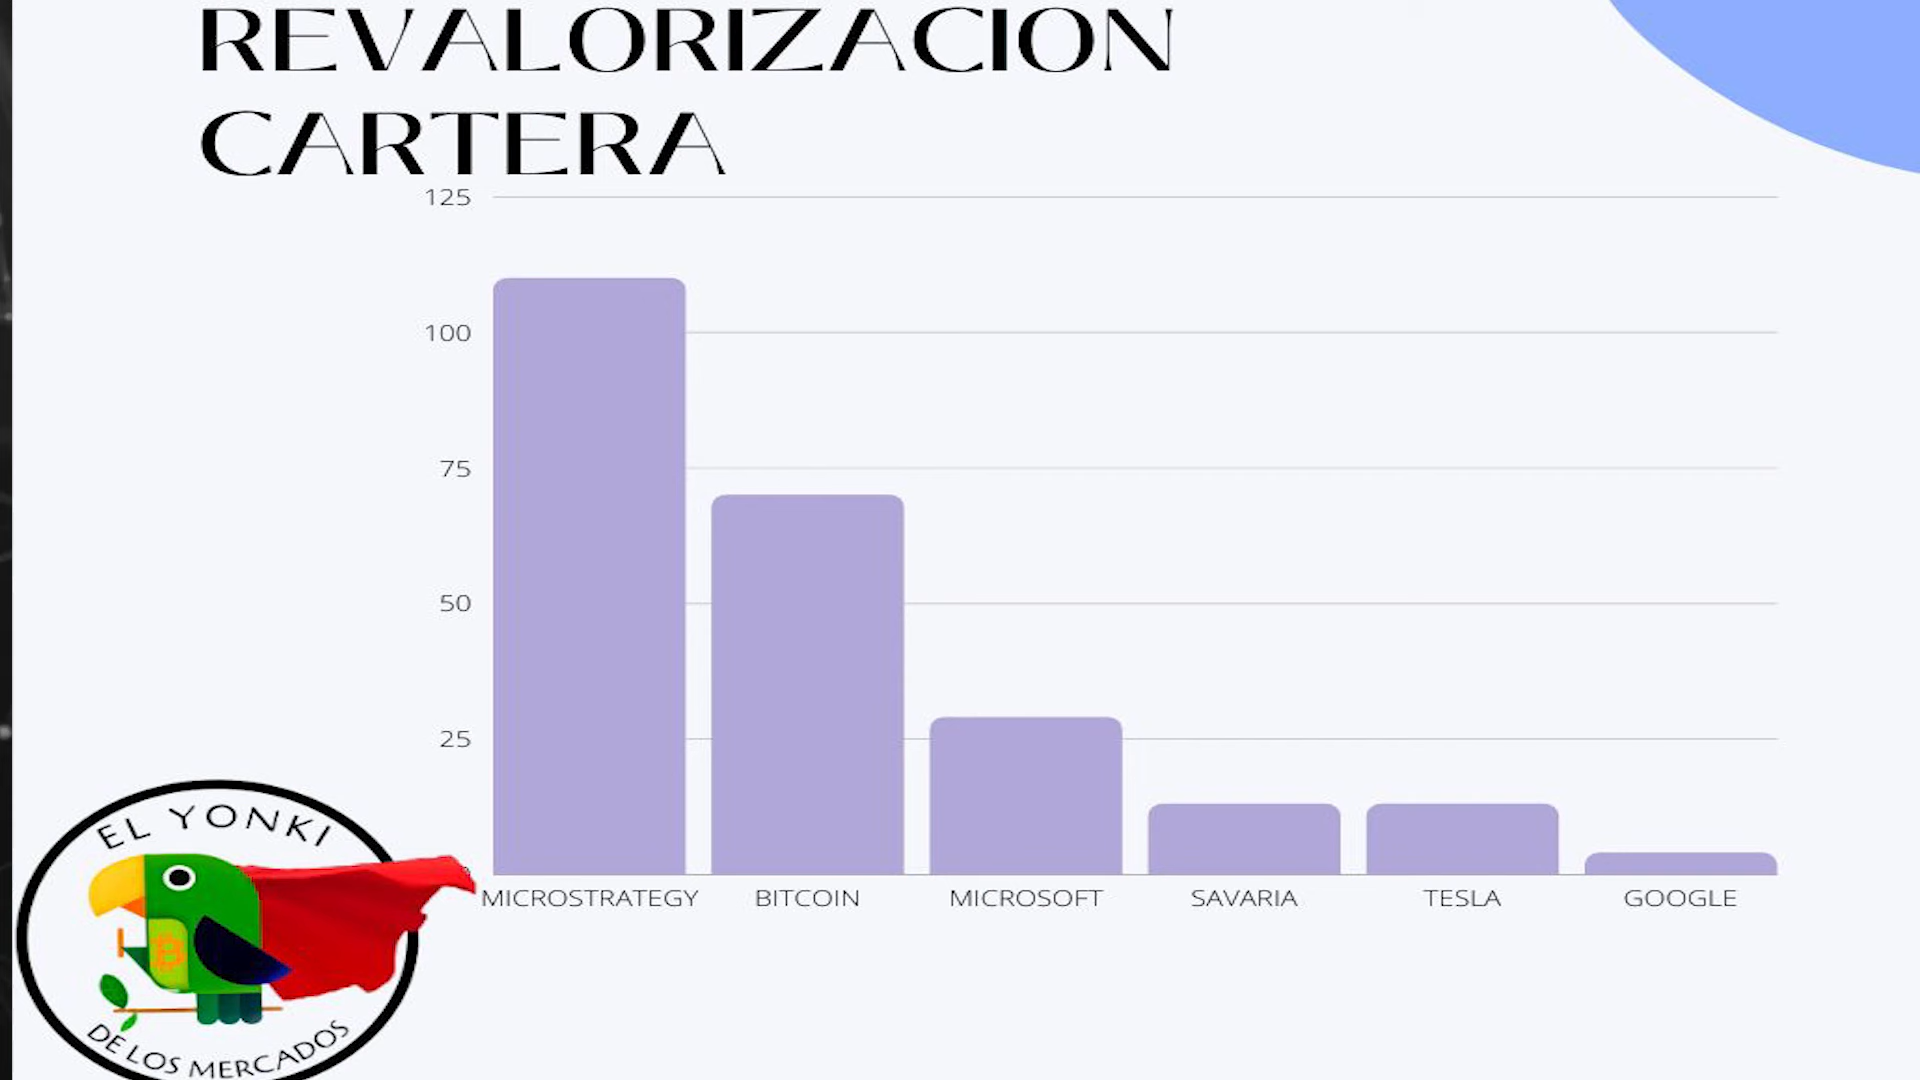 REVALORIZACION
CARTERA
125
100
75
50
25
MICROSTRATEGY BITCOIN MICROSOFT SAVARIA TESLA GOOGLE
EL YONKI
DE LOS MERCADOS